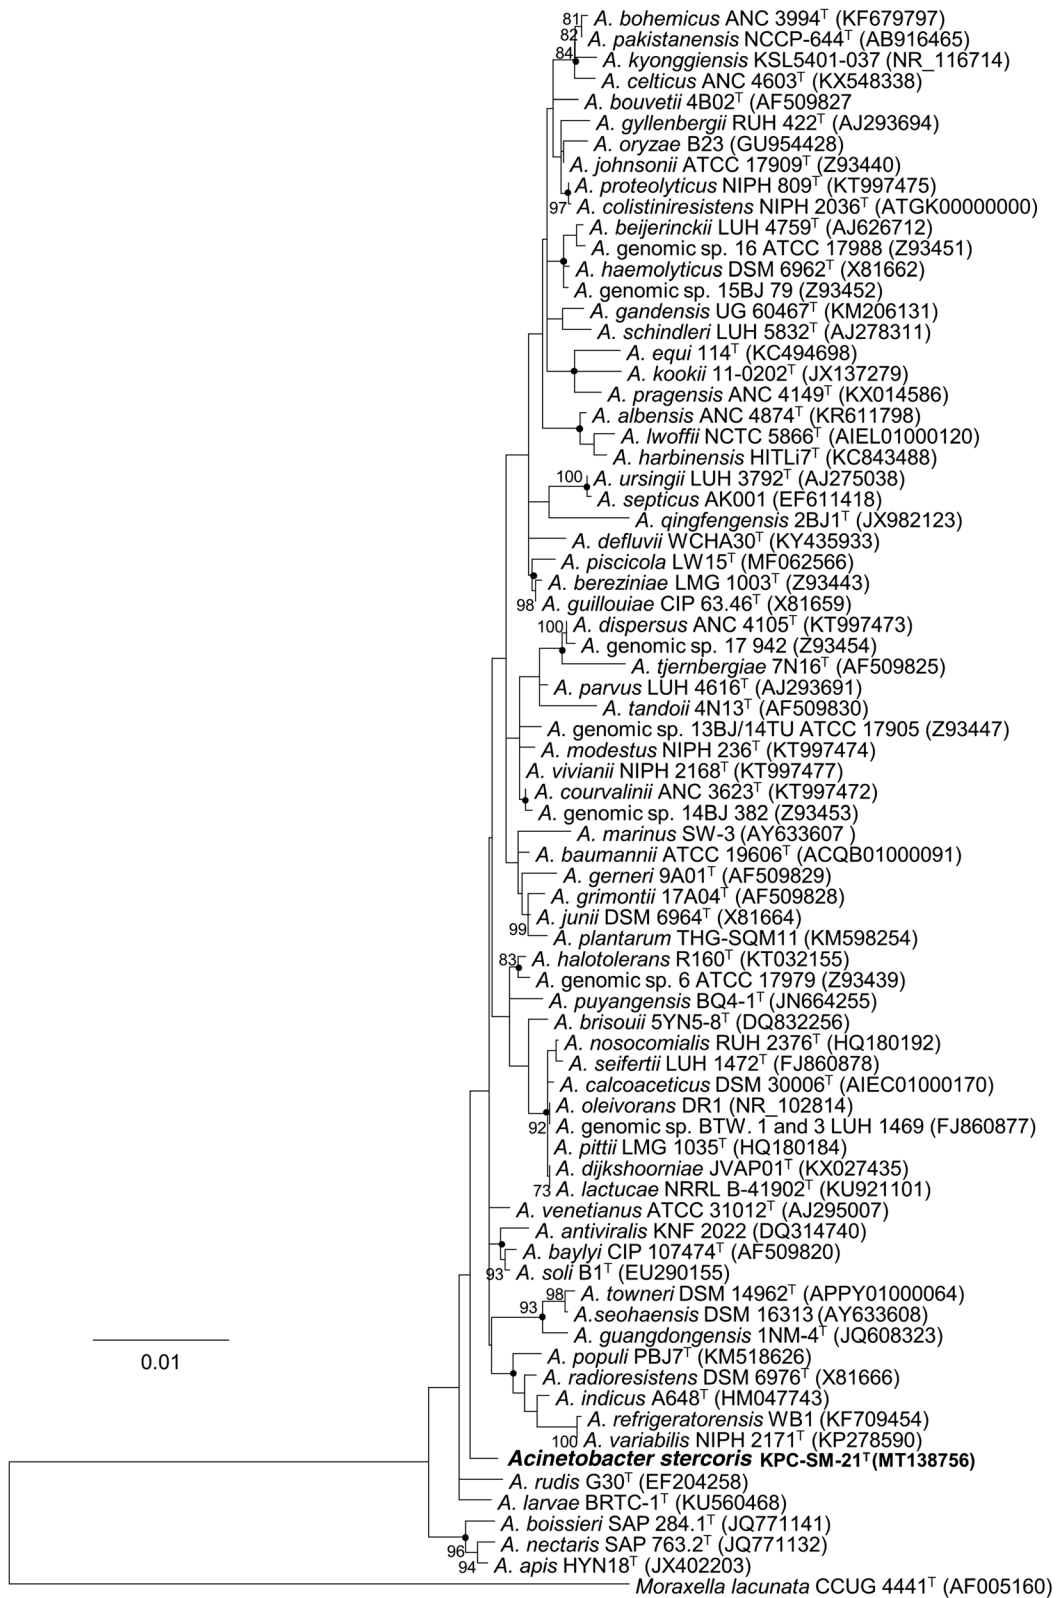 81
A. bohemicus ANC 3994T (KF679797)
82
A. pakistanensis NCCP-644T (AB916465)
84
A. kyonggiensis KSL5401-037 (NR_116714)
A. celticus ANC 4603T (KX548338)
A. bouvetii 4B02T (AF509827
A. gyllenbergii RUH 422T (AJ293694)
A. oryzae B23 (GU954428)
A. johnsonii ATCC 17909T (Z93440)
A. proteolyticus NIPH 809T (KT997475)
97
A. colistiniresistens NIPH 2036T (ATGK00000000)
A. beijerinckii LUH 4759T (AJ626712)
A. genomic sp. 16 ATCC 17988 (Z93451)
A. haemolyticus DSM 6962T (X81662)
A. genomic sp. 15BJ 79 (Z93452)
A. gandensis UG 60467T (KM206131)
A. schindleri LUH 5832T (AJ278311)
A. equi 114T (KC494698)
A. kookii 11-0202T (JX137279)
A. pragensis ANC 4149T (KX014586)
A. albensis ANC 4874T (KR611798)
A. lwoffii NCTC 5866T (AIEL01000120)
A. harbinensis HITLi7T (KC843488)
100
A. ursingii LUH 3792T (AJ275038)
A. septicus AK001 (EF611418)
A. qingfengensis 2BJ1T (JX982123)
A. defluvii WCHA30T (KY435933)
A. piscicola LW15T (MF062566)
A. bereziniae LMG 1003T (Z93443)
98
A. guillouiae CIP 63.46T (X81659)
100
A. dispersus ANC 4105T (KT997473)
A. genomic sp. 17 942 (Z93454)
A. tjernbergiae 7N16T (AF509825)
A. parvus LUH 4616T (AJ293691)
A. tandoii 4N13T (AF509830)
A. genomic sp. 13BJ/14TU ATCC 17905 (Z93447)
A. modestus NIPH 236T (KT997474)
A. vivianii NIPH 2168T (KT997477)
A. courvalinii ANC 3623T (KT997472)
A. genomic sp. 14BJ 382 (Z93453)
A. marinus SW-3 (AY633607 )
A. baumannii ATCC 19606T (ACQB01000091)
A. gerneri 9A01T (AF509829)
A. grimontii 17A04T (AF509828)
A. junii DSM 6964T (X81664)
99
A. plantarum THG-SQM11 (KM598254)
83
A. halotolerans R160T (KT032155)
A. genomic sp. 6 ATCC 17979 (Z93439)
A. puyangensis BQ4-1T (JN664255)
A. brisouii 5YN5-8T (DQ832256)
A. nosocomialis RUH 2376T (HQ180192)
A. seifertii LUH 1472T (FJ860878)
A. calcoaceticus DSM 30006T (AIEC01000170)
A. oleivorans DR1 (NR_102814)
92
A. genomic sp. BTW. 1 and 3 LUH 1469 (FJ860877)
A. pittii LMG 1035T (HQ180184)
A. dijkshoorniae JVAP01T (KX027435)
73
A. lactucae NRRL B-41902T (KU921101)
A. venetianus ATCC 31012T (AJ295007)
A. antiviralis KNF 2022 (DQ314740)
A. baylyi CIP 107474T (AF509820)
93
A. soli B1T (EU290155)
98
A. towneri DSM 14962T (APPY01000064)
93
A.seohaensis DSM 16313 (AY633608)
A. guangdongensis 1NM-4T (JQ608323)
0.01
A. populi PBJ7T (KM518626)
A. radioresistens DSM 6976T (X81666)
A. indicus A648T (HM047743)
A. refrigeratorensis WB1 (KF709454)
100
A. variabilis NIPH 2171T (KP278590)
Acinetobacter stercoris KPC-SM-21T(MT138756)
A. rudis G30T (EF204258)
A. larvae BRTC-1T (KU560468)
A. boissieri SAP 284.1T (JQ771141)
96
A. nectaris SAP 763.2T (JQ771132)
94
A. apis HYN18T (JX402203)
Moraxella lacunata CCUG 4441T (AF005160)